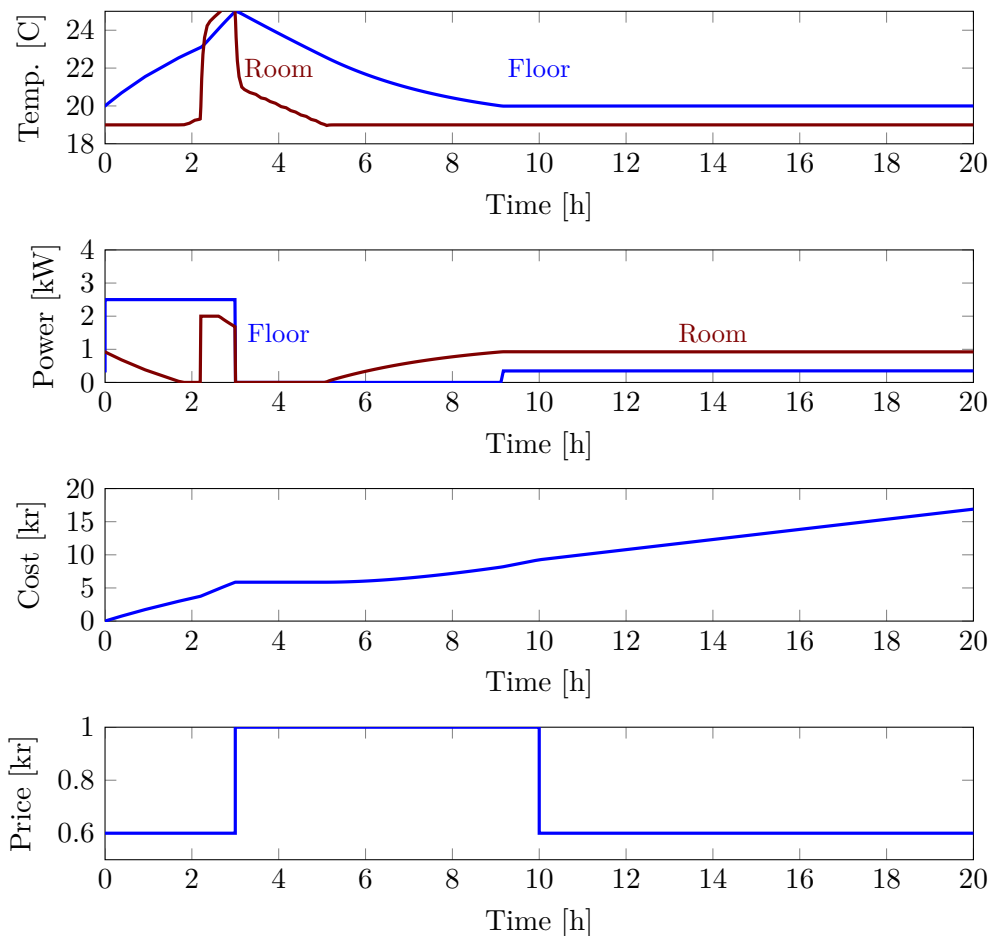 24
22
20
18
Temp. [C]
Room
Floor
0 2 4 6 8 10 12 14 16 18 20
Time [h]
4
3
2
1
0
Power [kW]
Floor
Room
0 2 4 6 8 10 12 14 16 18 20
Time [h]
20
15
10
5
0
Cost [kr]
0 2 4 6 8 10 12 14 16 18 20
Time [h]
1
0.8
0.6
Price [kr]
0 2 4 6 8 10 12 14 16 18 20
Time [h]